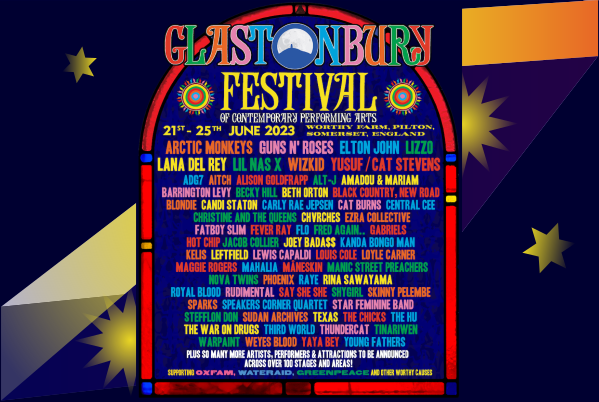 GLASTONBURY
FESTIVAL
OF CONTEMPORARY PERFORMING ARTS
21ST - 25TH JUNE 2023 WORTHY FARM, PILTON, SOMERSET, ENGLAND
ARCTIC MONKEYS GUNS N' ROSES ELTON JOHN LIZZO
LANA DEL REY LIL NAS X WIZKID YUSUF / CAT STEVENS
ADG7 AITCH ALISON GOLDFRAPP ALT-J AMADOU & MARIAM
BARRINGTON LEVY BECKY HILL BETH ORTON BLACK COUNTRY, NEW ROAD
BLONDIE CANDI STATON CARLY RAE JEPSEN CAT BURNS CENTRAL CEE
CHRISTINE AND THE QUEENS CHVRCHES EZRA COLLECTIVE
FATBOY SLIM FEVER RAY FLO FRED AGAIN.. GABRIELS
HOT CHIP JACOB COLLIER JOEY BADA$$ KANDA BONGO MAN
KELIS LEFTFIELD LEWIS CAPALDI LOUIS COLE LOYLE CARNER
MAGGIE ROGERS MAHALIA MÅNESKIN MANIC STREET PREACHERS
NOVA TWINS PHOENIX RAYE RINA SAWAYAMA
ROYAL BLOOD RUDIMENTAL SAY SHE SHE SHYGIRL SKINNY PELEMBE
SPARKS SPEAKERS CORNER QUARTET STAR FEMININE BAND
STEFFLON DON SUDAN ARCHIVES TEXAS THE CHICKS THE HU
THE WAR ON DRUGS THIRD WORLD THUNDERCAT TINARIWEN
WARPAINT WEYES BLOOD YAYA BEY YOUNG FATHERS
PLUS SO MANY MORE ARTISTS, PERFORMERS & ATTRACTIONS TO BE ANNOUNCED
ACROSS OVER 100 STAGES AND AREAS!
SUPPORTING OXFAM, WATERAID, GREENPEACE AND OTHER WORTHY CAUSES